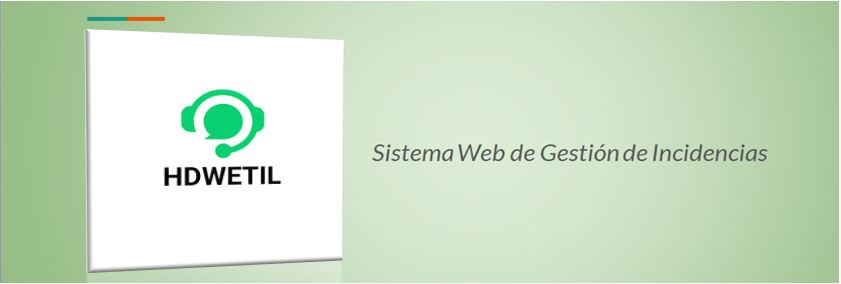 HDWETIL
Sistema Web de Gestión de Incidencias